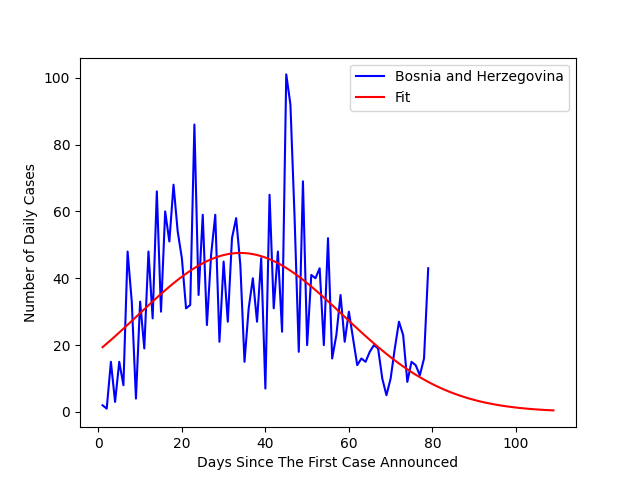 Bosnia and Herzegovina
Fit
100
80
60
40
20
0
Number of Daily Cases
0 20 40 60 80 100
Days Since The First Case Announced